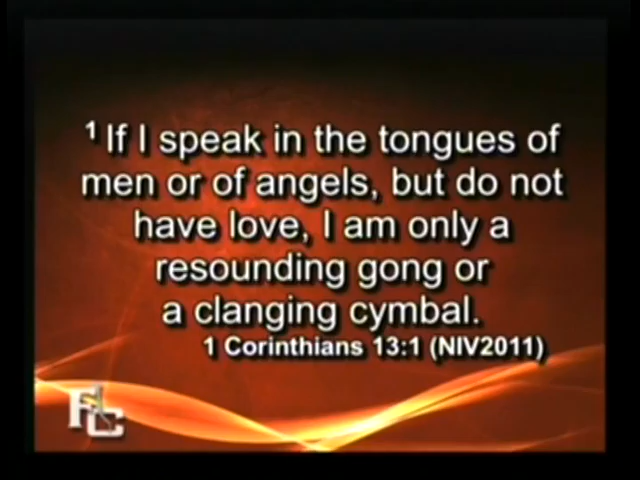 1 If I speak in the tongues of
men or of angels, but do not
have love, I am only a
resounding gong or
a clanging cymbal.
1 Corinthians 13:1 (NIV2011)
FLC